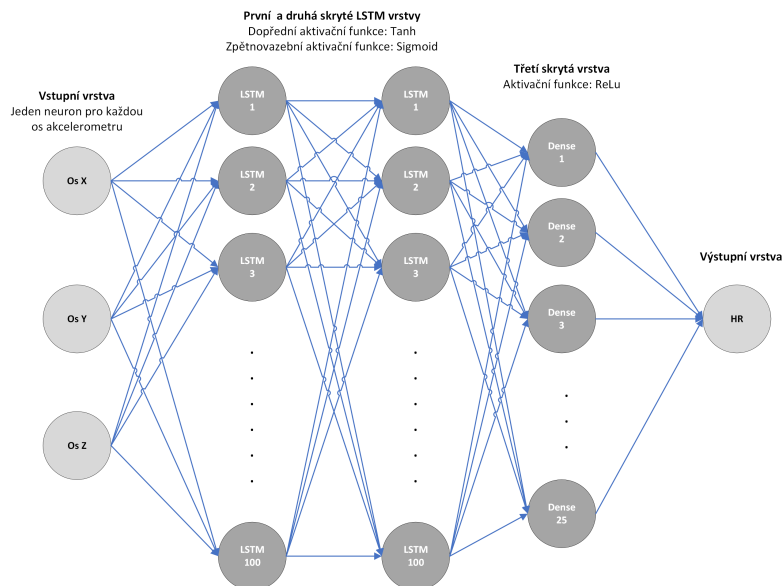 První  a druhá skryté LSTM vrstvy
Dopřední aktivační funkce: Tanh
Zpětnovazební aktivační funkce: Sigmoid
Třetí skrytá vrstva
Aktivační funkce: ReLu
Vstupní vrstva
Jeden neuron pro každou
os akcelerometru
Výstupní vrstva
Os X
Os Y
Os Z
LSTM
1
LSTM
2
LSTM
3
LSTM
100
LSTM
1
LSTM
2
LSTM
3
LSTM
100
Dense
1
Dense
2
Dense
3
Dense
25
HR